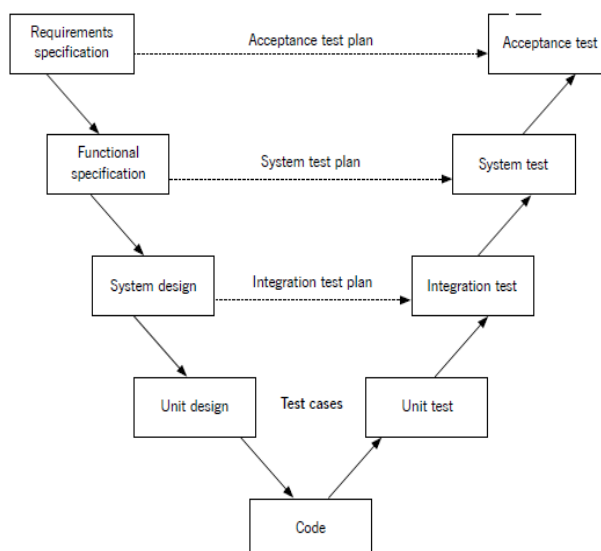 Requirements
specification
Acceptance test plan
Acceptance test
Functional
specification
System test plan
System test
System design
Integration test plan
Integration test
Unit design
Test cases
Unit test
Code